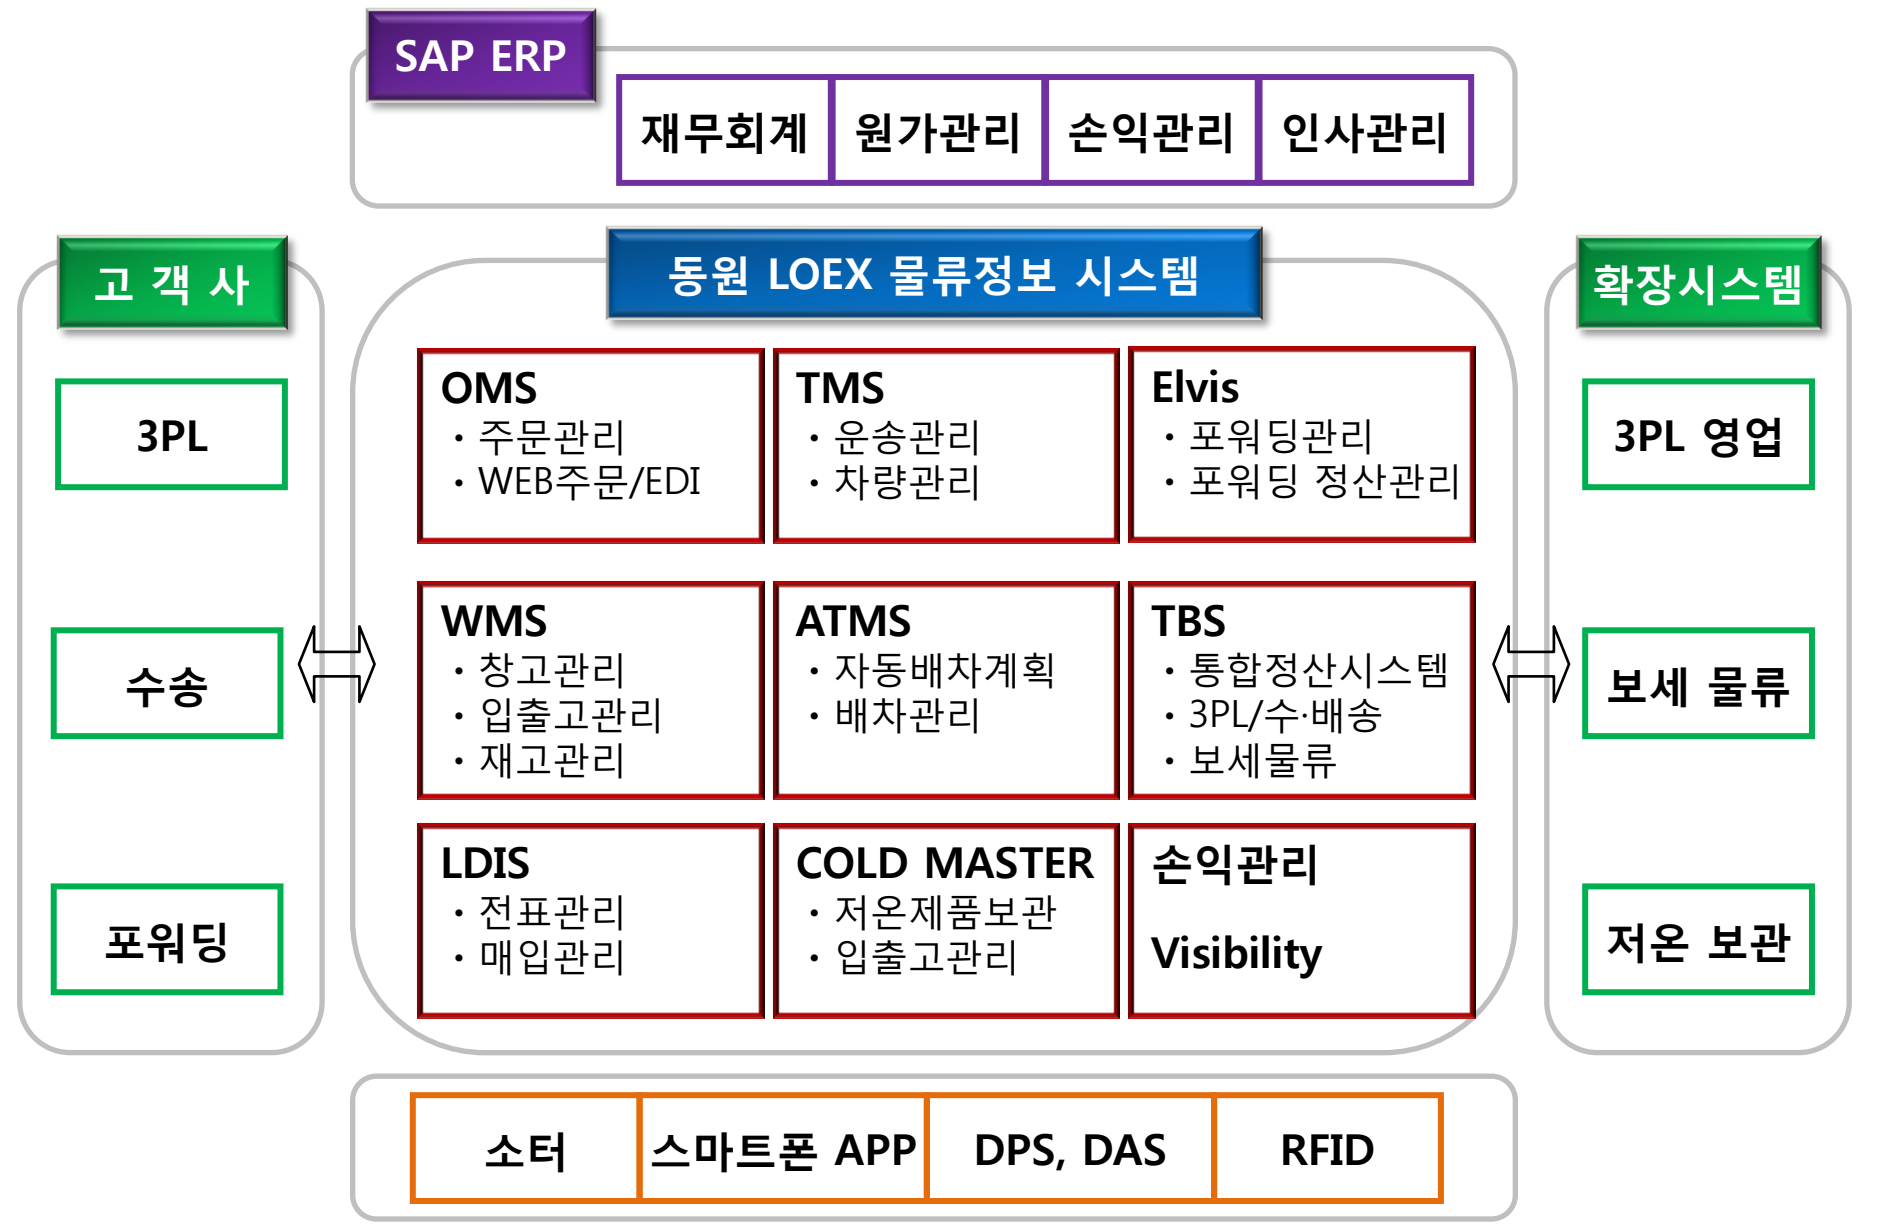 SAP ERP
재무회계
원가관리
손익관리
인사관리
고 객 사
3PL
수송
포워딩
동원 LOEX 물류정보 시스템
OMS
· 주문관리
· WEB주문/EDI
TMS
· 운송관리
· 차량관리
Elvis
· 포워딩관리
· 포워딩 정산관리
WMS
· 창고관리
· 입출고관리
· 재고관리
ATMS
· 자동배차계획
· 배차관리
TBS
· 통합정산시스템
· 3PL/수·배송
· 보세물류
LDIS
· 전표관리
· 매입관리
COLD MASTER
· 저온제품보관
· 입출고관리
손익관리
Visibility
확장시스템
3PL 영업
보세 물류
저온 보관
소터
스마트폰 APP
DPS, DAS
RFID